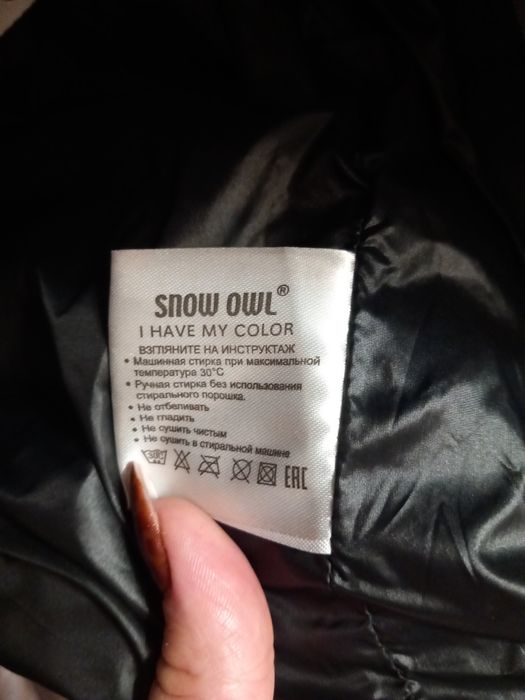 SNOW OWL®
I HAVE MY COLOR
ВЗГЛЯНИТЕ НА ИНСТРУКТАЖ
• Машинная стирка при максимальной
температура 30°C
• Ручная стирка без использования
стирального порошка.
• Не отбеливать
• Не гладить
• Не сушить чистым
• Не сушить в стиральной машине
30° EAC